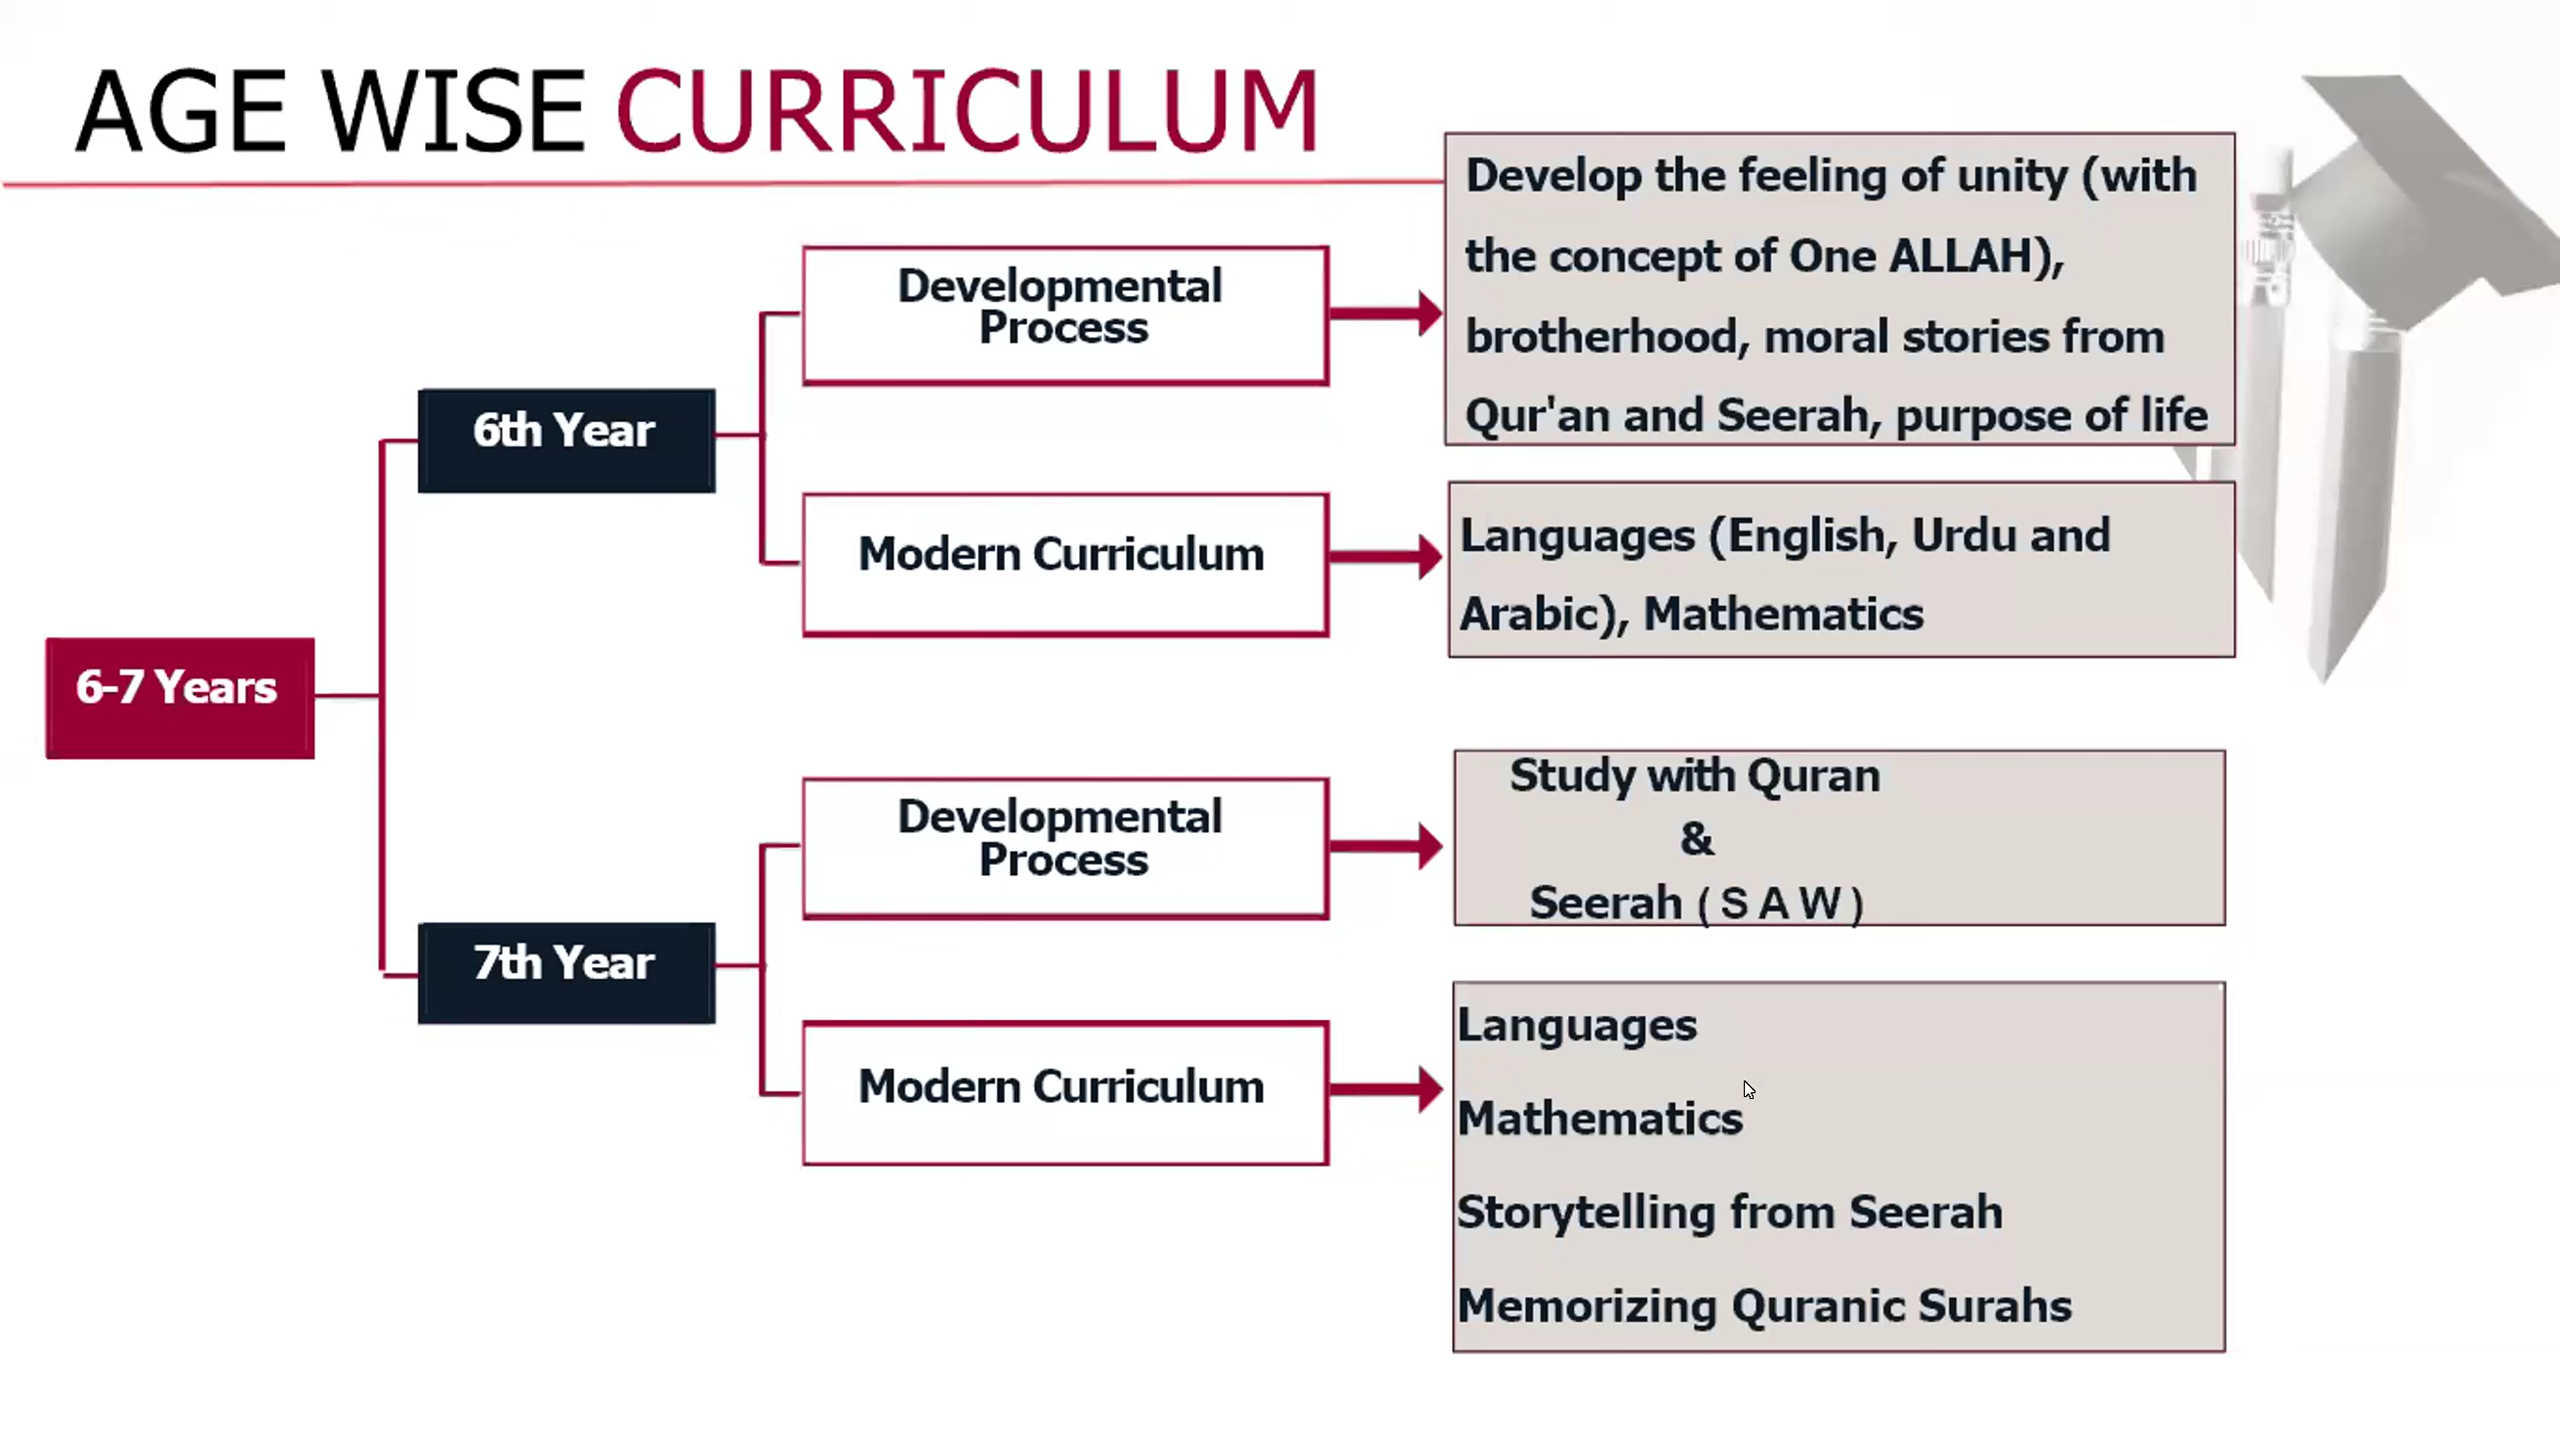 AGE WISE CURRICULUM
6-7 Years
6th Year
Developmental
Process
Develop the feeling of unity (with
the concept of One ALLAH),
brotherhood, moral stories from
Qur'an and Seerah, purpose of life
Modern Curriculum
Languages (English, Urdu and
Arabic), Mathematics
7th Year
Developmental
Process
Study with Quran
&
Seerah ( S A W )
Modern Curriculum
Languages
Mathematics
Storytelling from Seerah
Memorizing Quranic Surahs